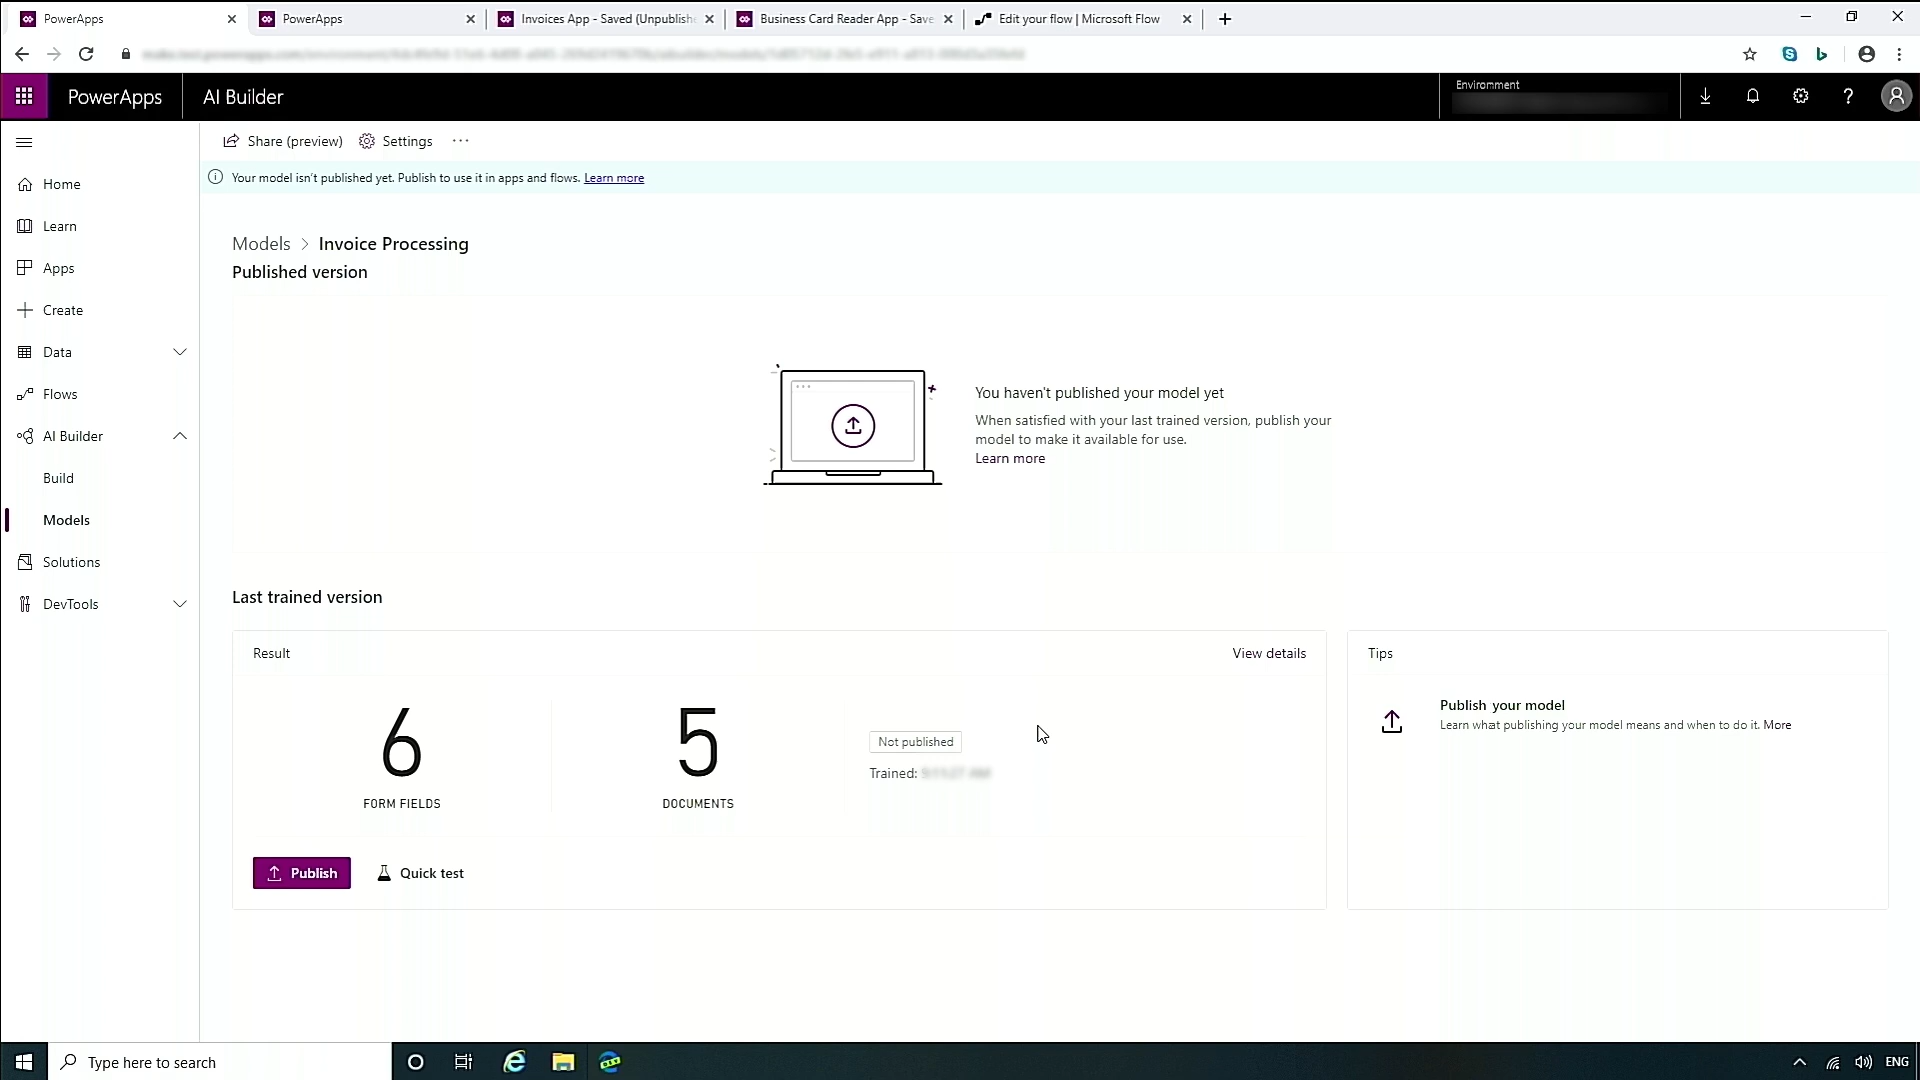 PowerApps
PowerApps
Invoices App - Saved (Unpublishe
Business Card Reader App - Save
Edit your flow | Microsoft Flow
PowerApps
AI Builder
Environment
Share (preview)
Settings
Your model isn't published yet. Publish to use it in apps and flows. Learn more
Home
Learn
Apps
Create
Data
Flows
AI Builder
Build
Models
Solutions
DevTools
Models > Invoice Processing
Published version
You haven't published your model yet
When satisfied with your last trained version, publish your
model to make it available for use.
Learn more
Last trained version
Result
View details
6
FORM FIELDS
5
DOCUMENTS
Not published
Trained:
Publish
Quick test
Tips
Publish your model
Learn what publishing your model means and when to do it. More
Type here to search
ENG